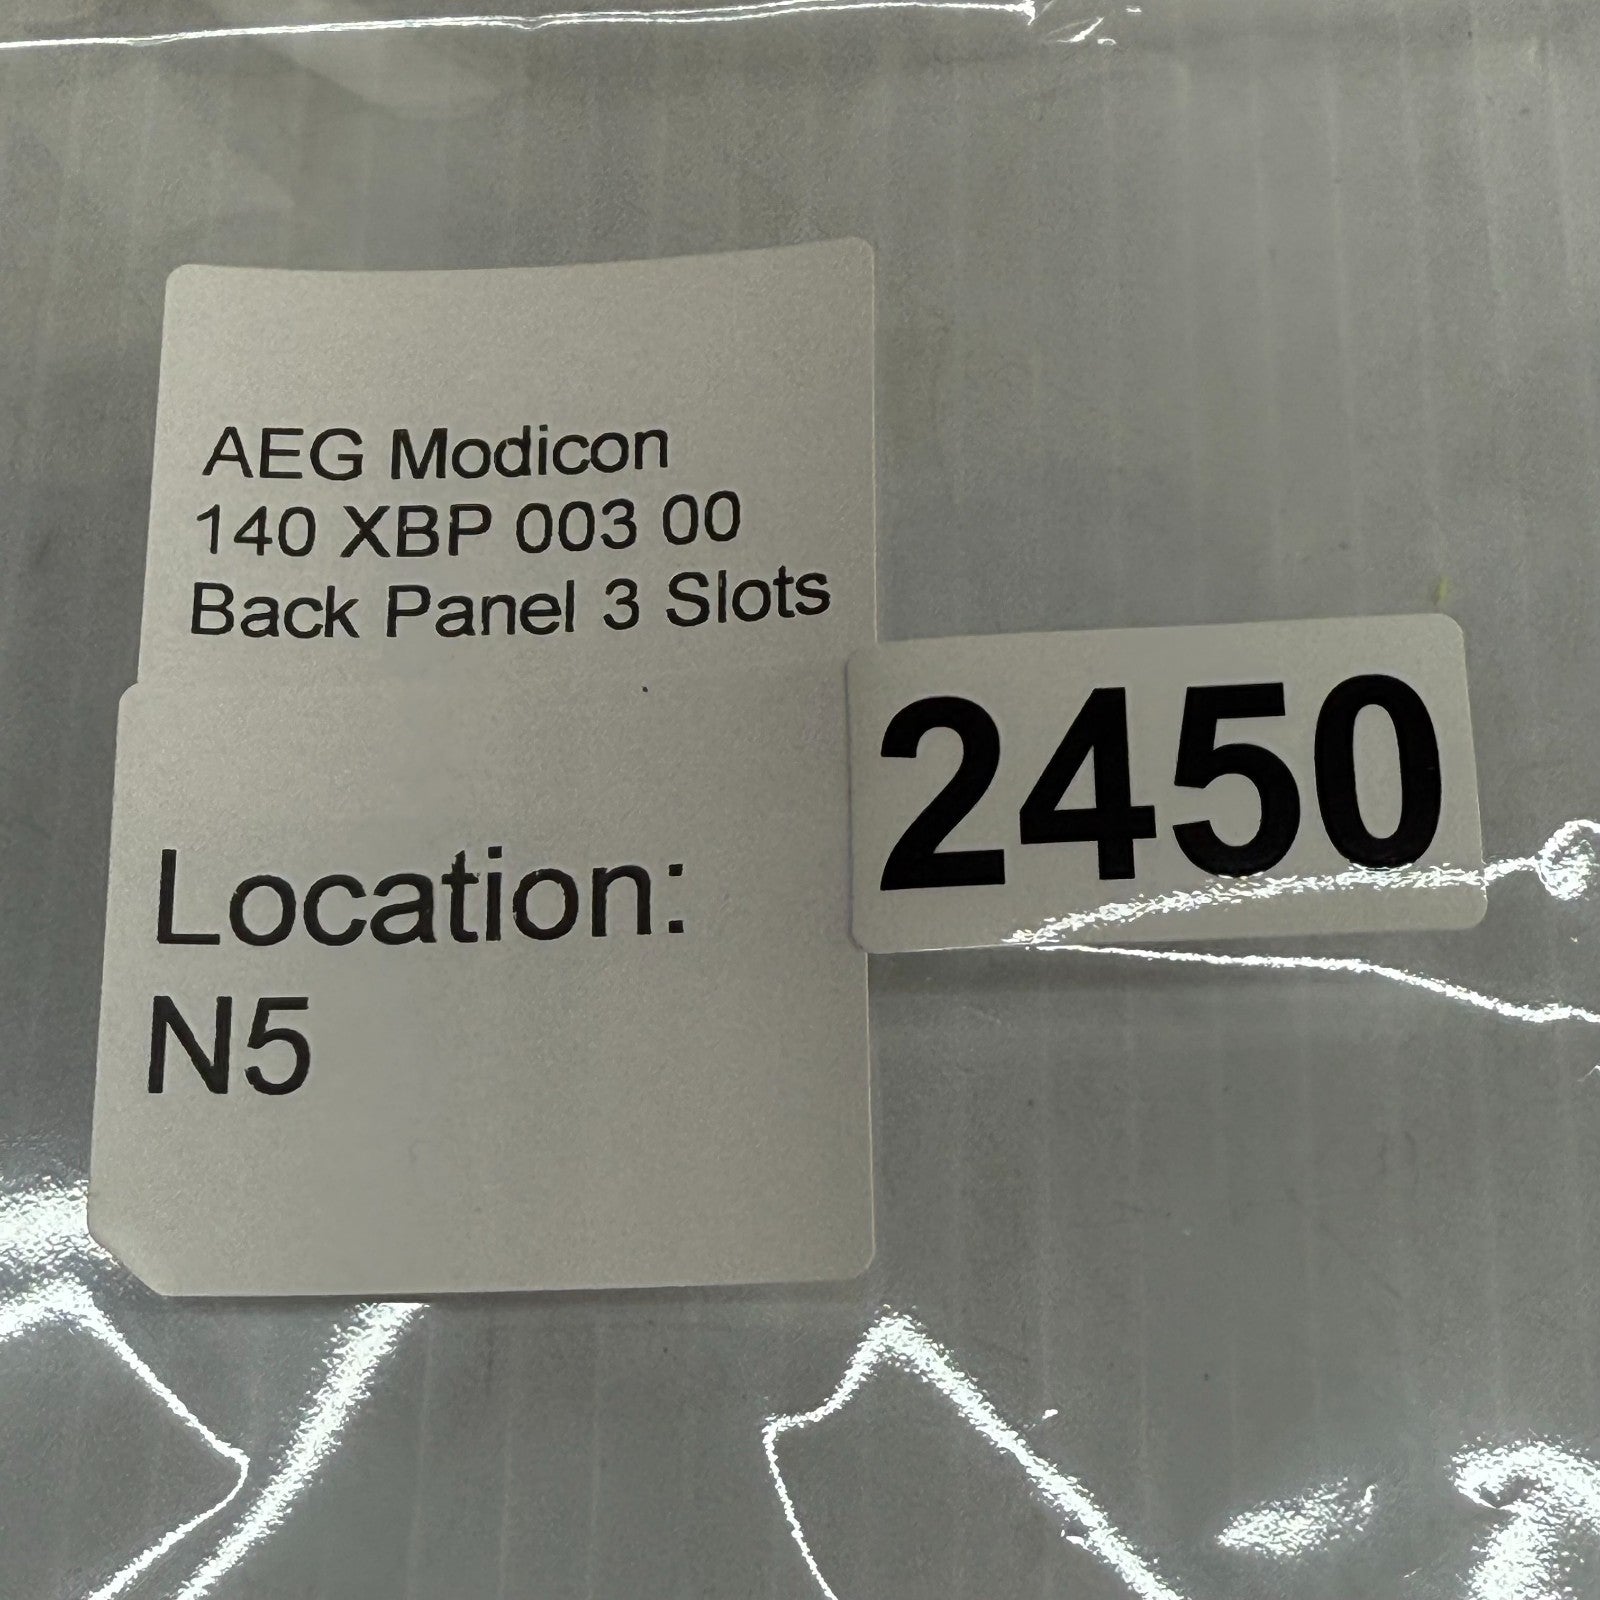 AEG Modicon
140 XBP 003 00
Back Panel 3 Slots
2450
Location:
N5